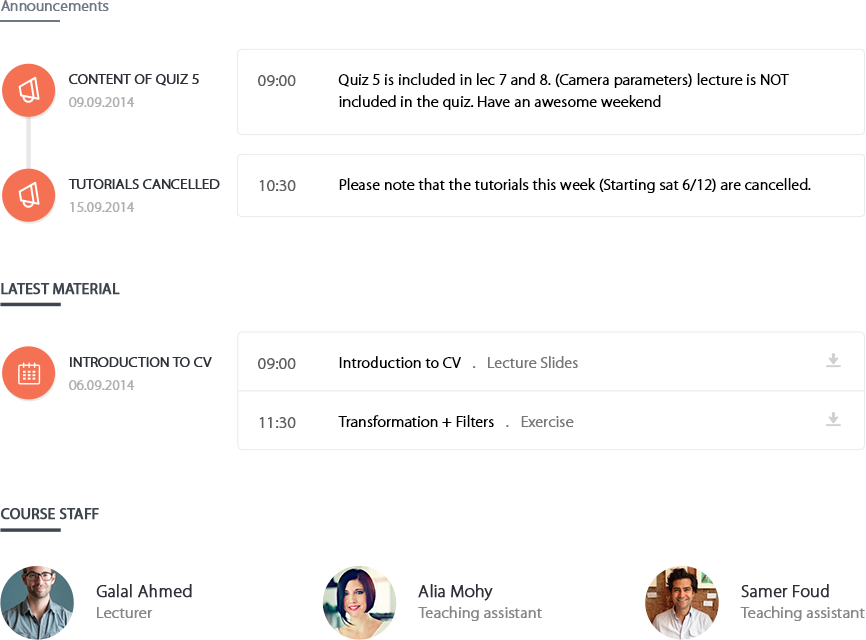 Announcements
CONTENT OF QUIZ 5
09.09.2014
09:00
Quiz 5 is included in lec 7 and 8. (Camera parameters) lecture is NOT
included in the quiz. Have an awesome weekend
TUTORIALS CANCELLED
15.09.2014
10:30
Please note that the tutorials this week (Starting sat 6/12) are cancelled.
LATEST MATERIAL
INTRODUCTION TO CV
06.09.2014
09:00 Introduction to CV . Lecture Slides
11:30 Transformation + Filters . Exercise
COURSE STAFF
Galal Ahmed
Lecturer
Alia Mohy
Teaching assistant
Samer Foud
Teaching assistant